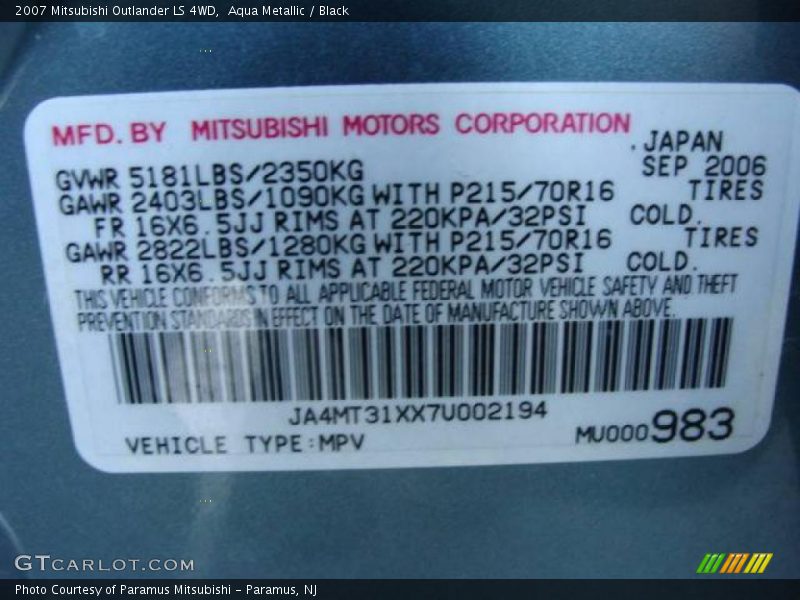 2007 Mitsubishi Outlander LS 4WD,  Aqua Metallic / Black
MFD. BY MITSUBISHI MOTORS CORPORATION
. JAPAN
GVWR 5181LBS/2350KG SEP 2006
GAWR 2403LBS/1090KG WITH P215/70R16 TIRES
FR 16X6.5JJ RIMS AT 220KPA/32PSI COLD.
GAWR 2822LBS/1280KG WITH P215/70R16 TIRES
RR 16X6.5JJ RIMS AT 220KPA/32PSI COLD.
THIS VEHICLE CONFORMS TO ALL APPLICABLE FEDERAL MOTOR VEHICLE SAFETY AND THEFT
PREVENTION STANDARDS IN EFFECT ON THE DATE OF MANUFACTURE SHOWN ABOVE.
JA4MT31XX7U002194
VEHICLE TYPE:MPV MU000983
GTCARLOT.COM
Photo Courtesy of Paramus Mitsubishi - Paramus, NJ